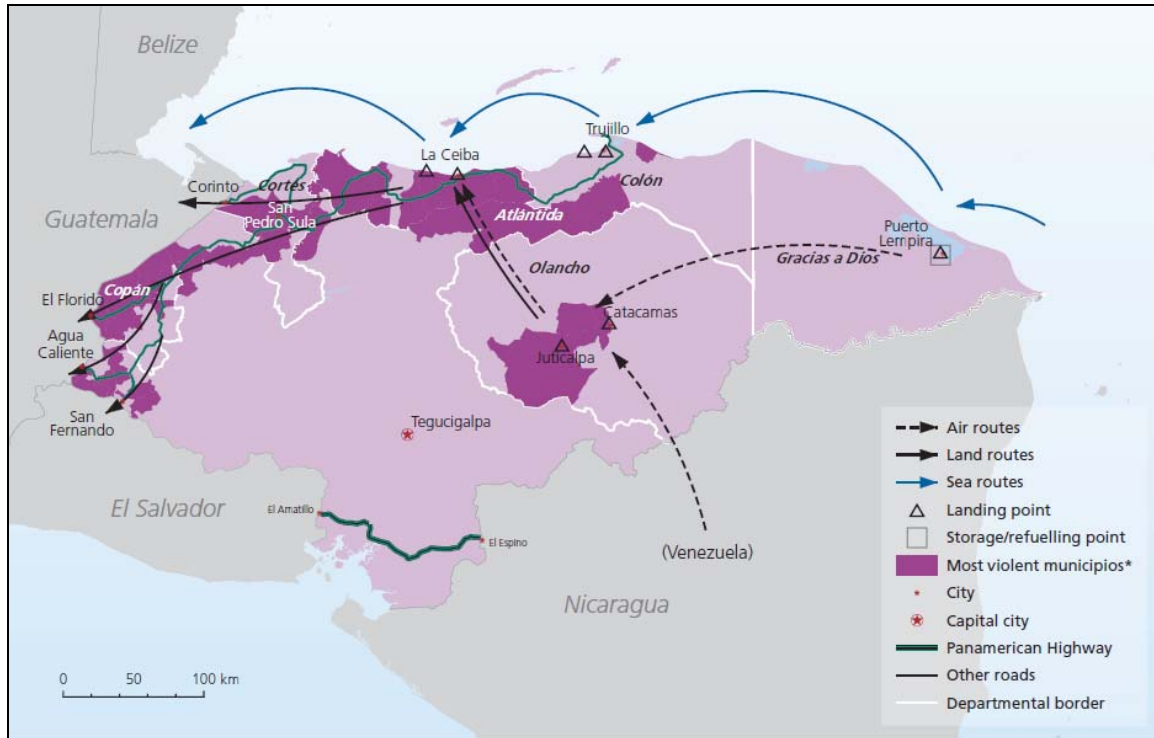 Belize
Trujillo
La Ceiba
Corinto
Cortés
Colón
Guatemala
San
Pedro Sula
Atlántida
Puerto
Lempira
Olancho
Gracias a Dios
Copán
El Florido
Catacamas
Agua
Caliente
Juticalpa
San
Fernando
Tegucigalpa
El Salvador
El Amatillo
El Espino
(Venezuela)
Nicaragua
Air routes
Land routes
Sea routes
Landing point
Storage/refuelling point
Most violent municipios*
City
Capital city
Panamerican Highway
Other roads
Departmental border
0 50 100 km